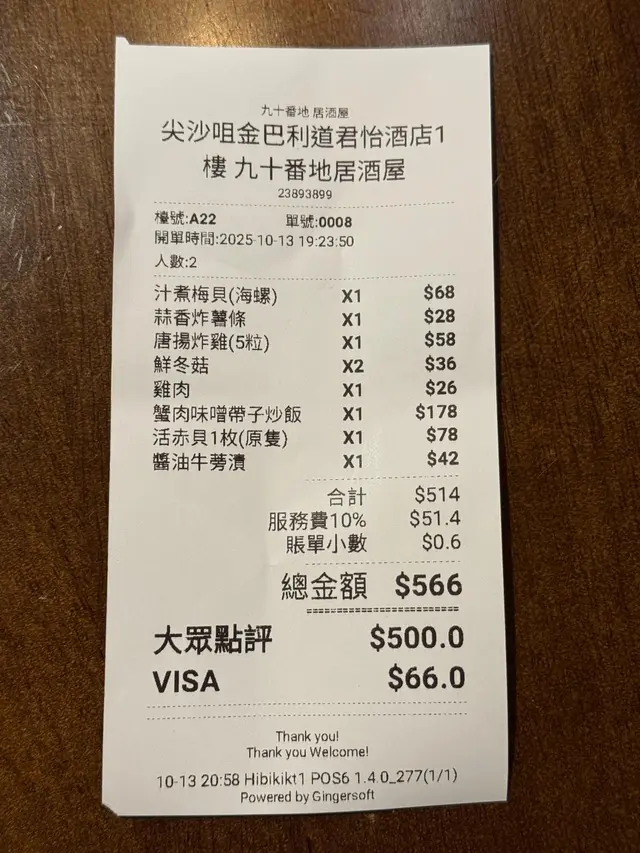 九十番地 居酒屋
尖沙咀金巴利道君怡酒店1
樓 九十番地居酒屋
23893899
檯號:A22 單號:0008
開單時間:2025-10-13 19:23:50
人數:2
汁煮梅貝(海螺) X1 $68
蒜香炸薯條 X1 $28
唐揚炸雞(5粒) X1 $58
鮮冬菇 X2 $36
雞肉 X1 $26
蟹肉味噌帶子炒飯 X1 $178
活赤貝1枚(原隻) X1 $78
醬油牛蒡漬 X1 $42
合計 $514
服務費10% $51.4
賬單小數 $0.6
總金額 $566
大眾點評 $500.0
VISA $66.0
Thank you!
Thank you Welcome!
10-13 20:58 Hibikikt1 POS6 1.4.0_277(1/1)
Powered by Gingersoft